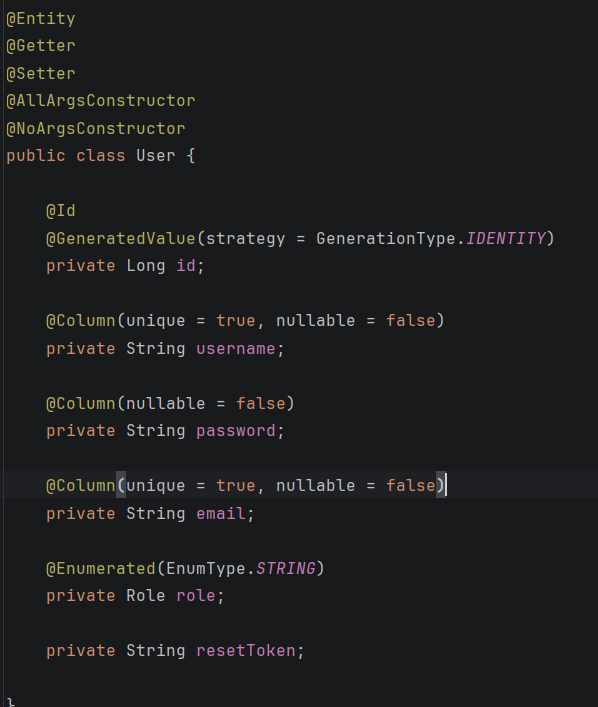 @Entity
@Getter
@Setter
@AllArgsConstructor
@NoArgsConstructor
public class User {
@Id
@GeneratedValue(strategy = GenerationType.IDENTITY)
private Long id;
@Column(unique = true, nullable = false)
private String username;
@Column(nullable = false)
private String password;
@Column(unique = true, nullable = false)
private String email;
@Enumerated(EnumType.STRING)
private Role role;
private String resetToken;
}